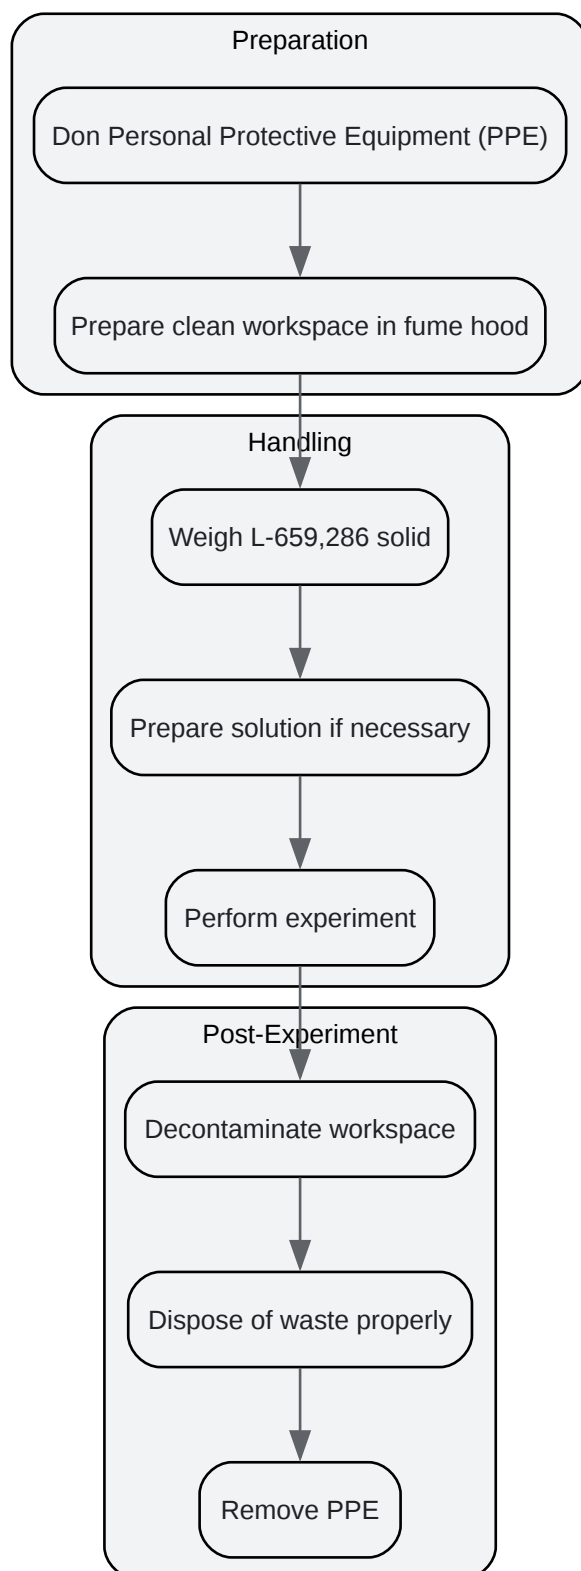 Preparation
Don Personal Protective Equipment (PPE)
Prepare clean workspace in fume hood
Handling
Weigh L-659,286 solid
Prepare solution if necessary
Perform experiment
Post-Experiment
Decontaminate workspace
Dispose of waste properly
Remove PPE